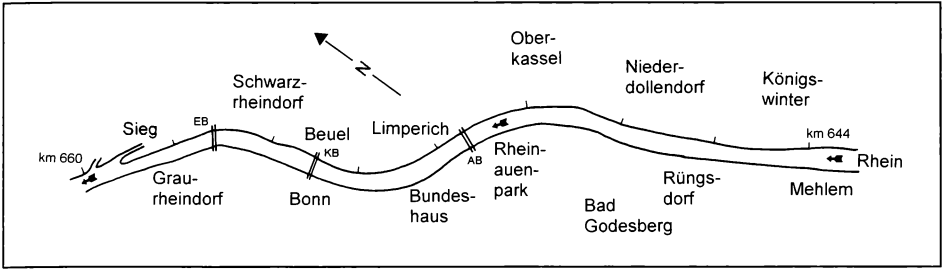 Ober-
kassel
Nieder-
dollendorf
Königs-
winter
Schwarz-
rheindorf
N
Sieg
EB
Beuel
KB
Limperich
km 644
km 660
AB
Rhein-
auen-
park
Rhein
Grau-
rheindorf
Bonn
Bundes-
haus
Rüngs-
dorf
Mehlem
Bad
Godesberg